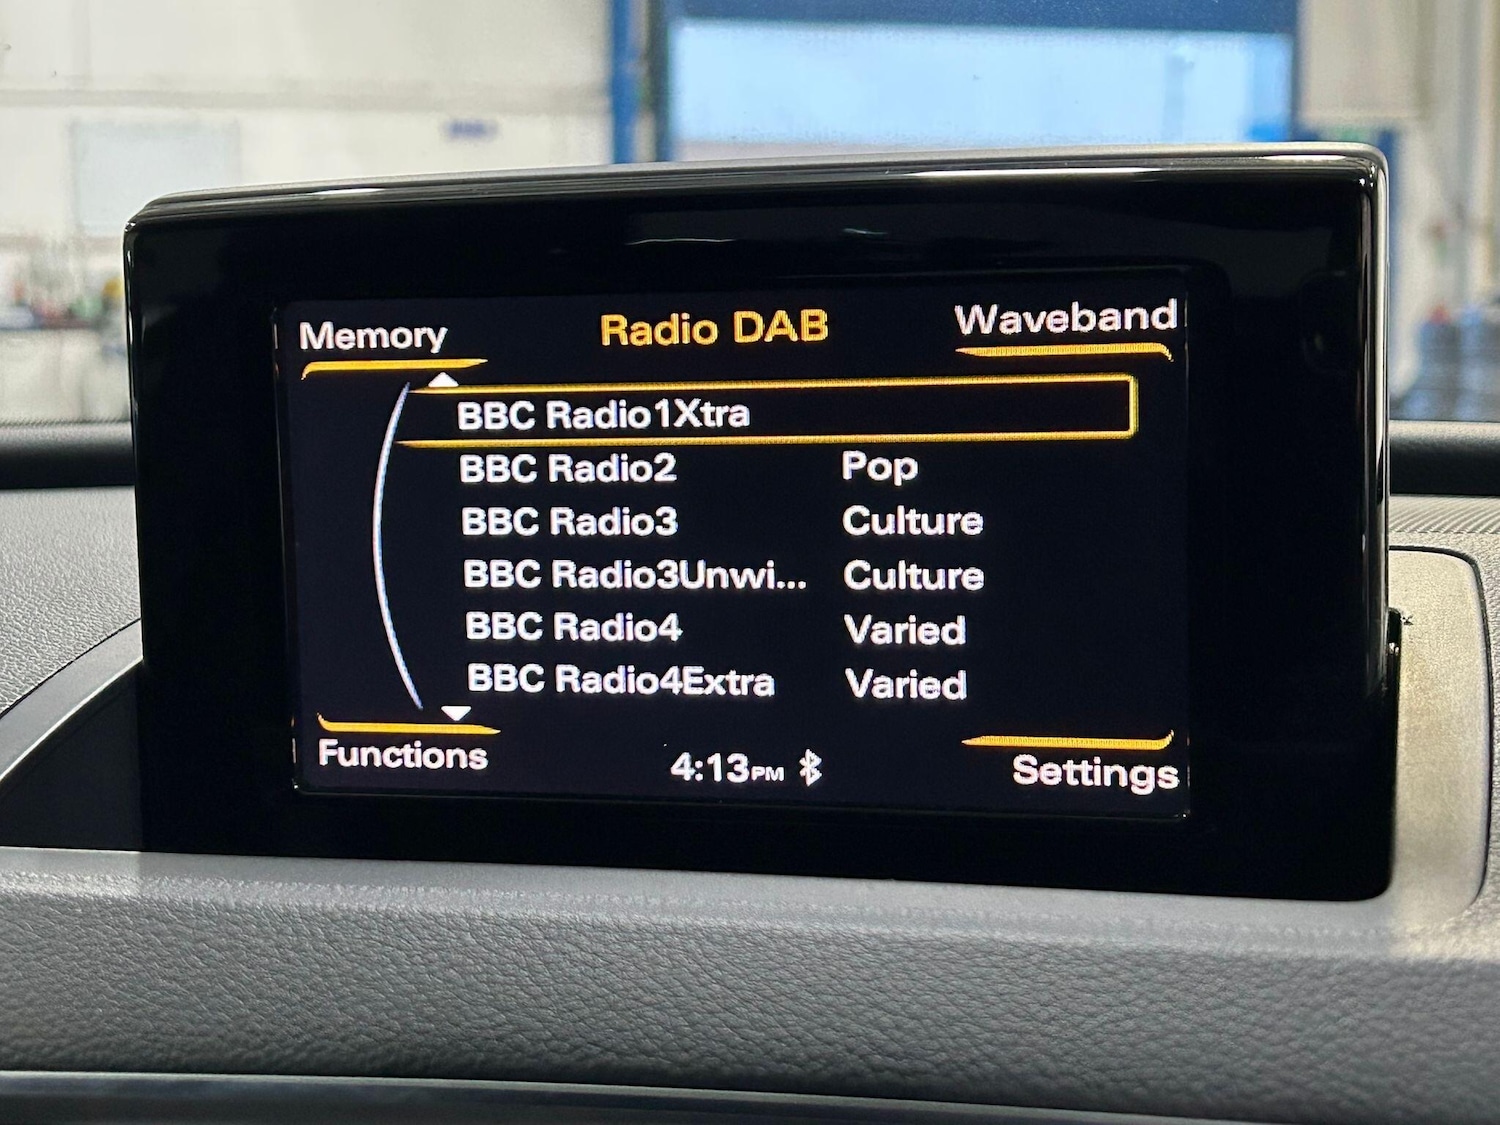 Memory
Radio DAB
Waveband
BBC Radio1Xtra
BBC Radio2 Pop
BBC Radio3 Culture
BBC Radio3Unwi... Culture
BBC Radio4 Varied
BBC Radio4Extra Varied
Functions
4:13PM
Settings